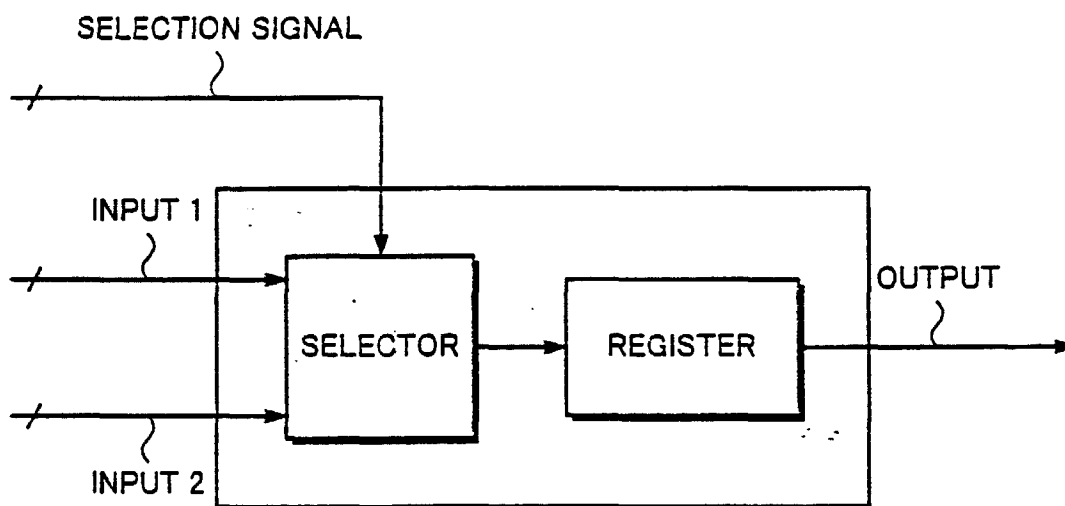 SELECTION SIGNAL
INPUT 1
OUTPUT
SELECTOR
REGISTER
INPUT 2